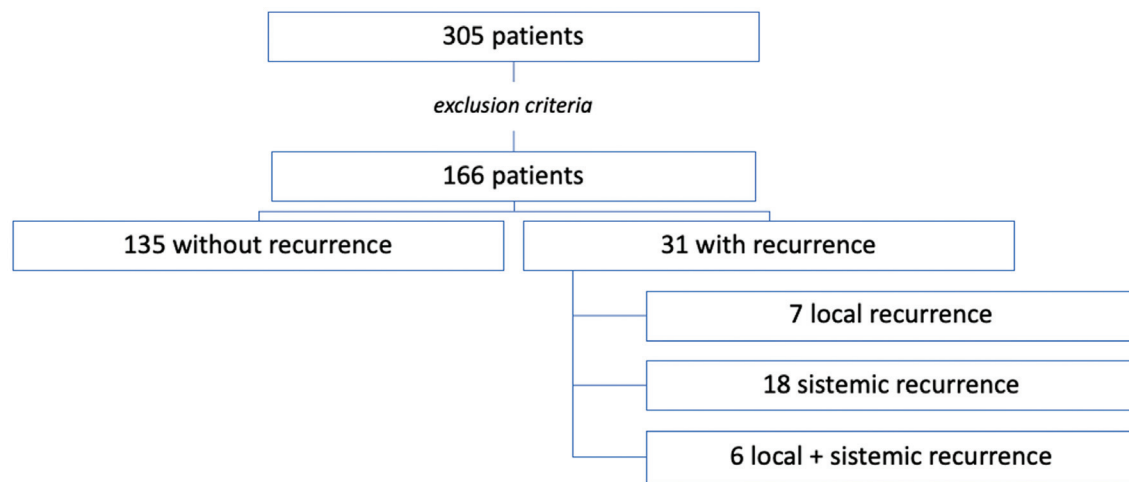 305 patients
exclusion criteria
166 patients
135 without recurrence
31 with recurrence
7 local recurrence
18 sistemic recurrence
6 local + sistemic recurrence